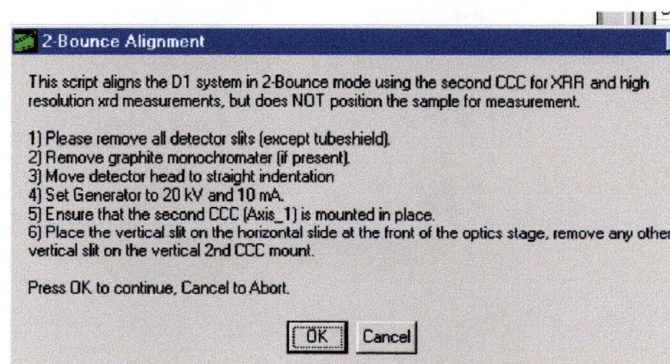 2-Bounce Alignment
This script aligns the D1 system in 2-Bounce mode using the second CCC for XRR and high
resolution xrd measurements, but does NOT position the sample for measurement.
1) Please remove all detector slits (except tubeshield).
2) Remove graphite monochromater (if present).
3) Move detector head to straight indentation
4) Set Generator to 20 kV and 10 mA.
5) Ensure that the second CCC (Axis_1) is mounted in place.
6) Place the vertical slit on the horizontal slide at the front of the optics stage, remove any other
vertical slit on the vertical 2nd CCC mount.
Press OK to continue, Cancel to Abort.
OK Cancel